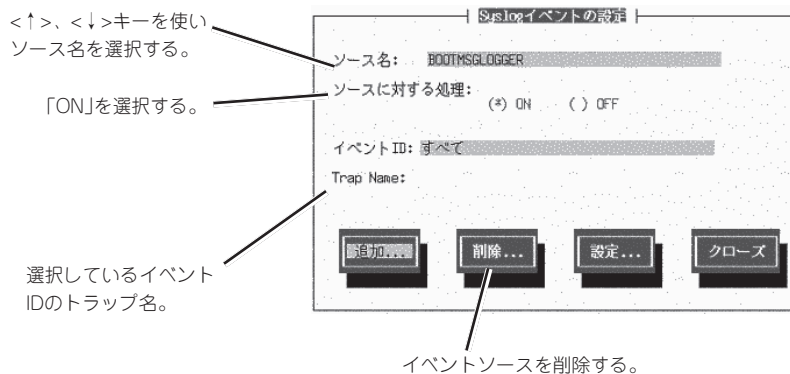 <↑>、<↓>キーを使い
ソース名を選択する。
「ON」を選択する。
選択しているイベント
IDのトラップ名。
Syslogイベントの設定
ソース名: BOOTMSGLOGGER
ソースに対する処理:
(*) ON ( ) OFF
イベントID: すべて
Trap Name:
追加... 削除... 設定... クローズ
イベントソースを削除する。